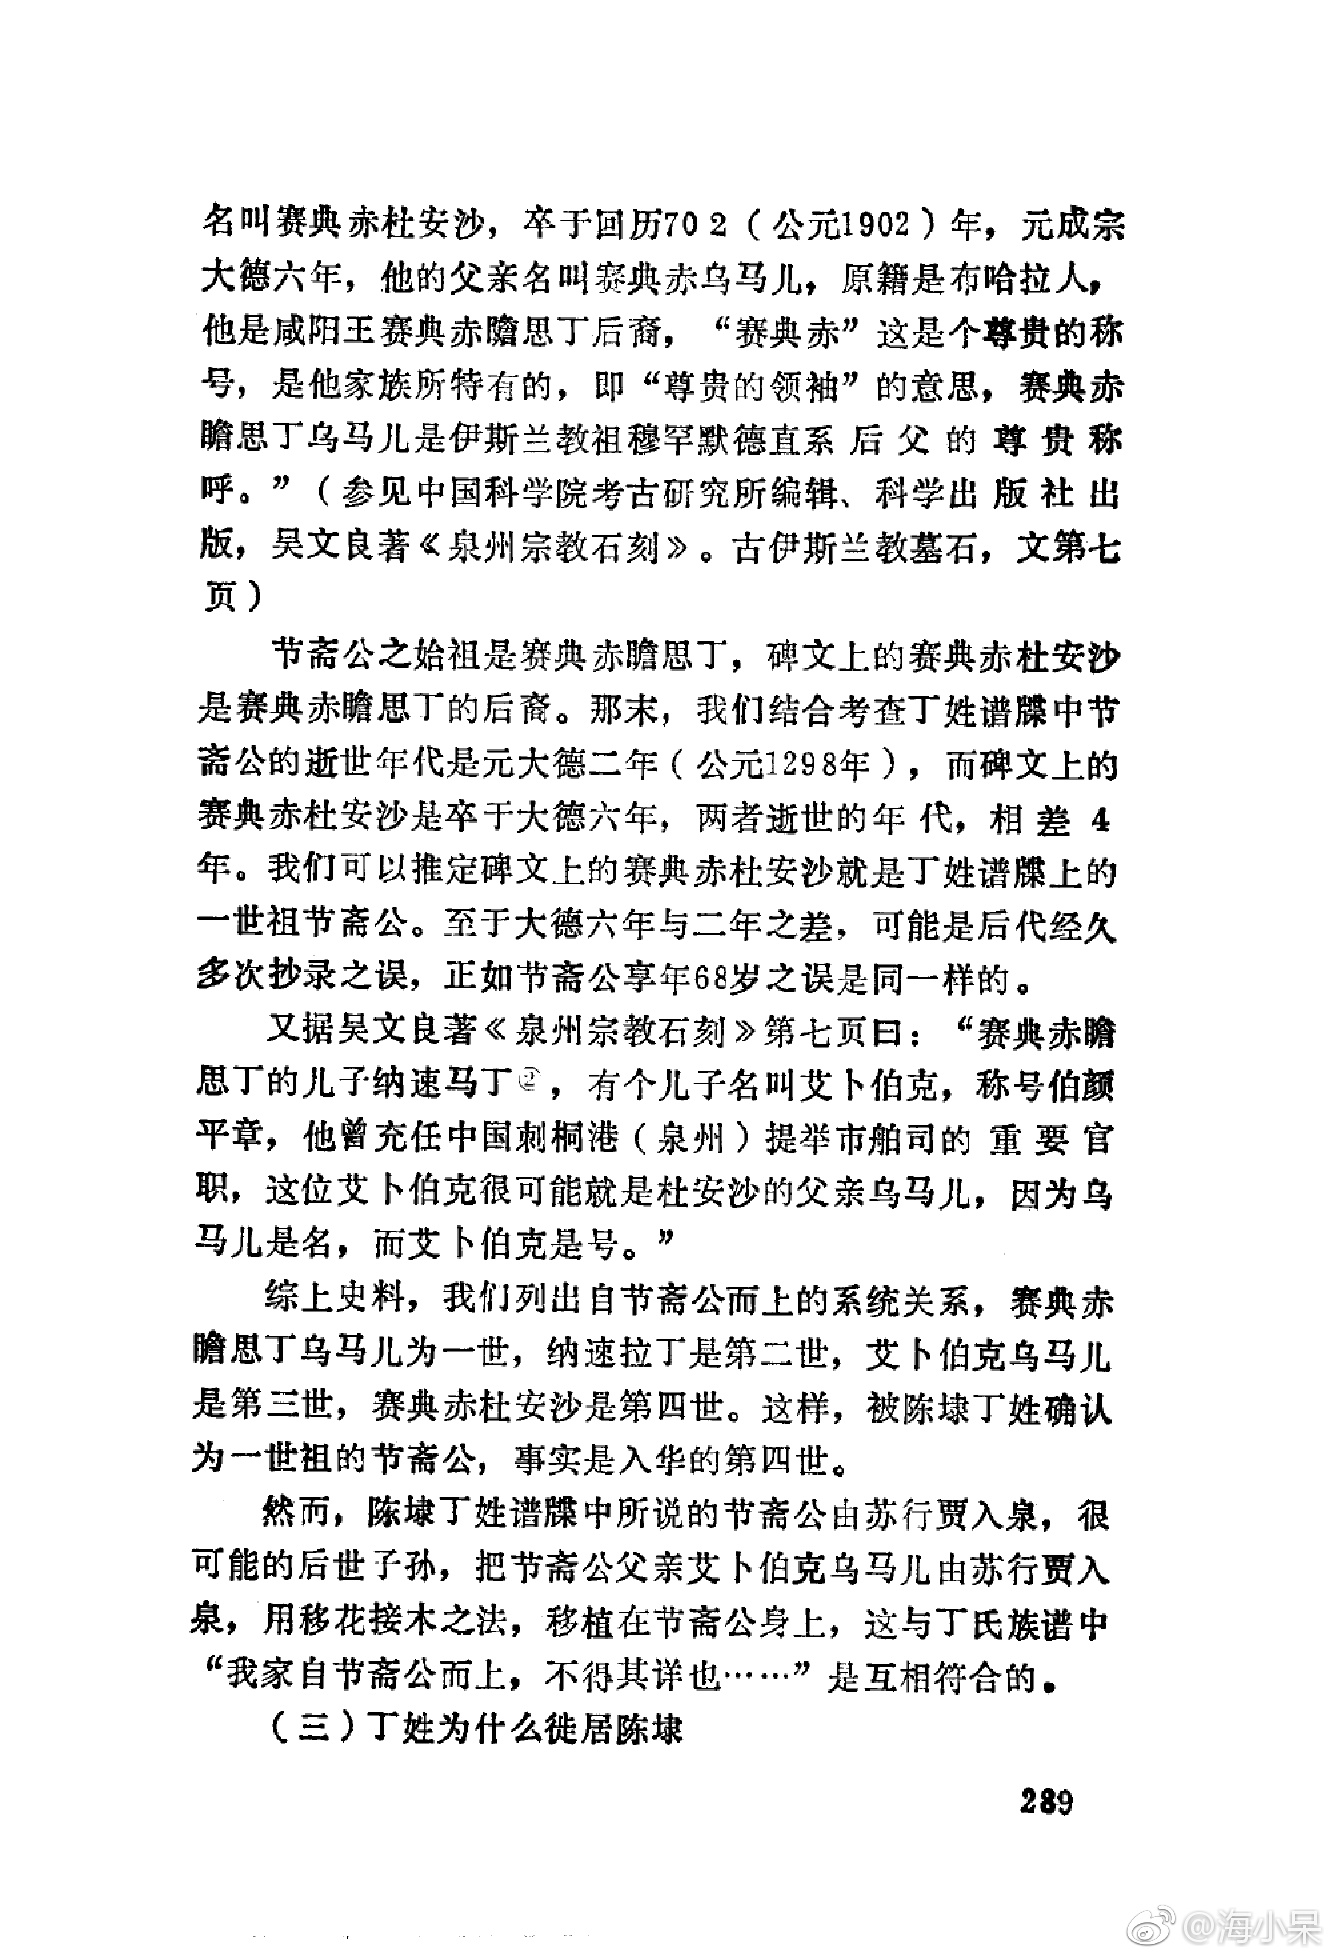 名叫赛典赤杜安沙，卒于回历702（公元1902）年，元成宗
大德六年，他的父亲名叫赛典赤乌马儿，原籍是布哈拉人，
他是咸阳王赛典赤瞻思丁后裔，“赛典赤”这是个尊贵的称
号，是他家族所特有的，即“尊贵的领袖”的意思，赛典赤
瞻思丁乌马儿是伊斯兰教祖穆罕默德直系后父的尊贵称
呼。”（参见中国科学院考古研究所编辑、科学出版社出
版，吴文良著《泉州宗教石刻》。古伊斯兰教墓石，文第七
页）
节斋公之始祖是赛典赤瞻思丁，碑文上的赛典赤杜安沙
是赛典赤瞻思丁的后裔。那末，我们结合考查丁姓谱牒中节
斋公的逝世年代是元大德二年（公元1298年），而碑文上的
赛典赤杜安沙是卒于大德六年，两者逝世的年代，相差4
年。我们可以推定碑文上的赛典赤杜安沙就是丁姓谱牒上的
一世祖节斋公。至于大德六年与二年之差，可能是后代经久
多次抄录之误，正如节斋公享年68岁之误是同一样的。
又据吴文良著《泉州宗教石刻》第七页曰：“赛典赤瞻
思丁的儿子纳速马丁②，有个儿子名叫艾卜伯克，称号伯颜
平章，他曾充任中国刺桐港（泉州）提举市舶司的重要官
职，这位艾卜伯克很可能就是杜安沙的父亲乌马儿，因为乌
马儿是名，而艾卜伯克是号。”
综上史料，我们列出自节斋公而上的系统关系，赛典赤
瞻思丁乌马儿为一世，纳速拉丁是第二世，艾卜伯克乌马儿
是第三世，赛典赤杜安沙是第四世。这样，被陈埭丁姓确认
为一世祖的节斋公，事实是入华的第四世。
然而，陈埭丁姓谱牒中所说的节斋公由苏行贾入泉，很
可能的后世子孙，把节斋公父亲艾卜伯克乌马儿由苏行贾入
泉，用移花接木之法，移植在节斋公身上，这与丁氏族谱中
“我家自节斋公而上，不得其详也……”是互相符合的。
（三）丁姓为什么徙居陈埭
289
@海小呆